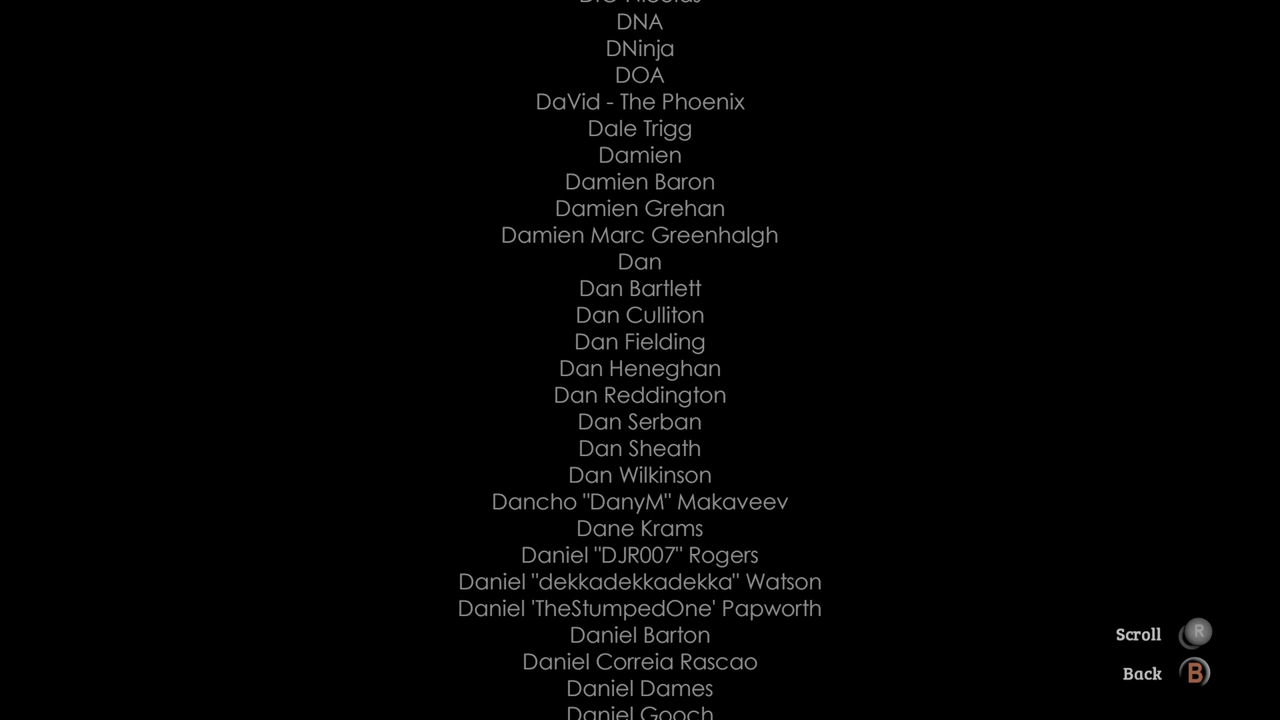 DNA
DNinja
DOA
DaVid - The Phoenix
Dale Trigg
Damien
Damien Baron
Damien Grehan
Damien Marc Greenhalgh
Dan
Dan Bartlett
Dan Culliton
Dan Fielding
Dan Heneghan
Dan Reddington
Dan Serban
Dan Sheath
Dan Wilkinson
Dancho "DanyM" Makaveev
Dane Krams
Daniel "DJR007" Rogers
Daniel "dekkadekkadekka" Watson
Daniel 'TheStumpedOne' Papworth
Daniel Barton
Daniel Correia Rascao
Daniel Dames
Daniel Gooch
Scroll R
Back B